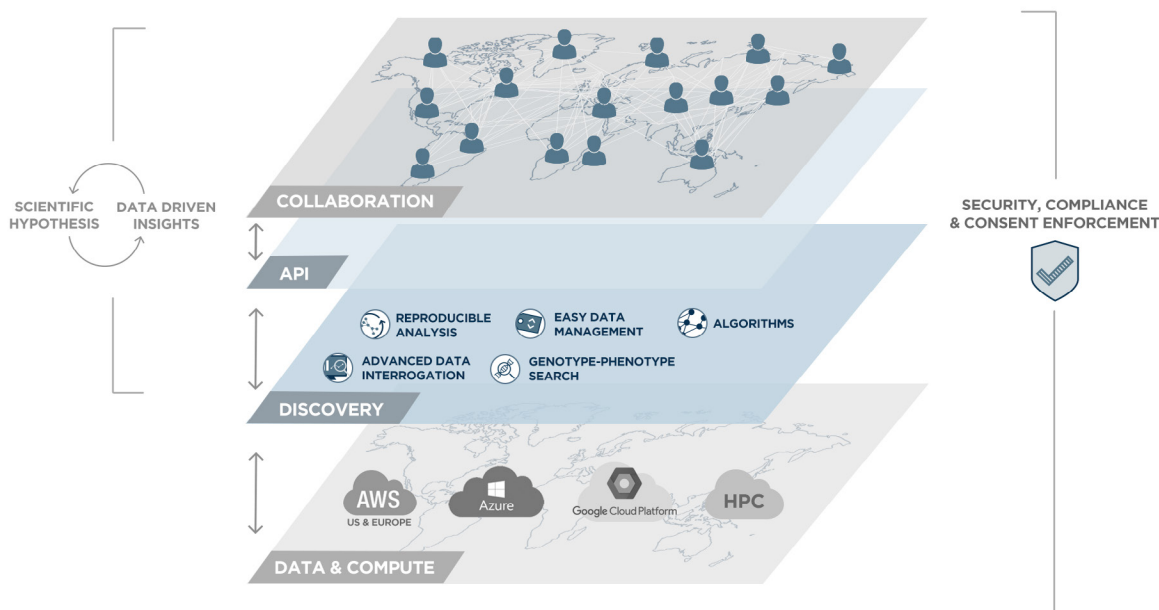 COLLABORATION
SCIENTIFIC
HYPOTHESIS
DATA DRIVEN
INSIGHTS
SECURITY, COMPLIANCE
& CONSENT ENFORCEMENT
API
REPRODUCIBLE
ANALYSIS
EASY DATA
MANAGEMENT
ALGORITHMS
ADVANCED DATA
INTERROGATION
GENOTYPE-PHENOTYPE
SEARCH
DISCOVERY
AWS
US & EUROPE
Azure
Google Cloud Platform
HPC
DATA & COMPUTE